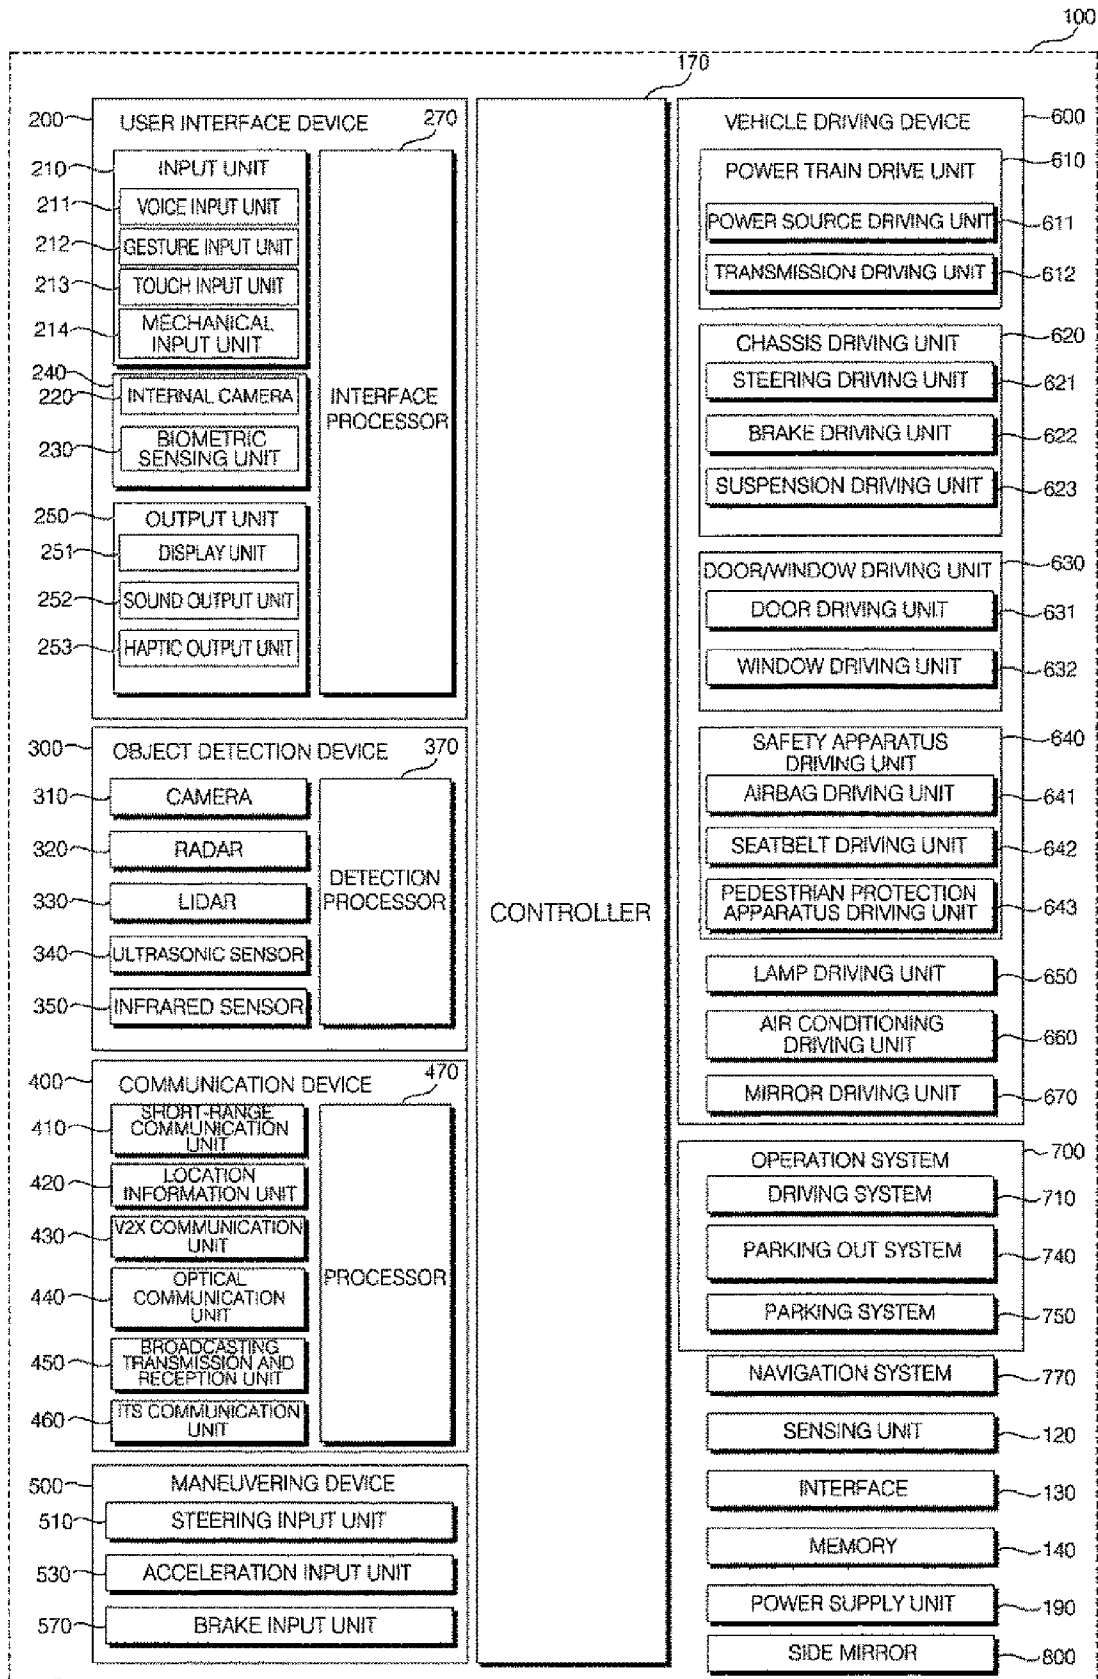 100
170
200
USER INTERFACE DEVICE
270
210
INPUT UNIT
211
VOICE INPUT UNIT
212
GESTURE INPUT UNIT
213
TOUCH INPUT UNIT
214
MECHANICAL
INPUT UNIT
240
220
INTERNAL CAMERA
230
BIOMETRIC
SENSING UNIT
250
OUTPUT UNIT
251
DISPLAY UNIT
252
SOUND OUTPUT UNIT
253
HAPTIC OUTPUT UNIT
INTERFACE
PROCESSOR
300
OBJECT DETECTION DEVICE
370
310
CAMERA
320
RADAR
330
LIDAR
340
ULTRASONIC SENSOR
350
INFRARED SENSOR
DETECTION
PROCESSOR
400
COMMUNICATION DEVICE
470
410
SHORT-RANGE
COMMUNICATION
UNIT
420
LOCATION
INFORMATION UNIT
430
V2X COMMUNICATION
UNIT
440
OPTICAL
COMMUNICATION
UNIT
450
BROADCASTING
TRANSMISSION AND
RECEPTION UNIT
460
ITS COMMUNICATION
UNIT
PROCESSOR
500
MANEUVERING DEVICE
510
STEERING INPUT UNIT
530
ACCELERATION INPUT UNIT
570
BRAKE INPUT UNIT
CONTROLLER
VEHICLE DRIVING DEVICE
600
POWER TRAIN DRIVE UNIT
610
POWER SOURCE DRIVING UNIT
611
TRANSMISSION DRIVING UNIT
612
CHASSIS DRIVING UNIT
620
STEERING DRIVING UNIT
621
BRAKE DRIVING UNIT
622
SUSPENSION DRIVING UNIT
623
DOOR/WINDOW DRIVING UNIT
630
DOOR DRIVING UNIT
631
WINDOW DRIVING UNIT
632
SAFETY APPARATUS
DRIVING UNIT
640
AIRBAG DRIVING UNIT
641
SEATBELT DRIVING UNIT
642
PEDESTRIAN PROTECTION
APPARATUS DRIVING UNIT
643
LAMP DRIVING UNIT
650
AIR CONDITIONING
DRIVING UNIT
660
MIRROR DRIVING UNIT
670
OPERATION SYSTEM
700
DRIVING SYSTEM
710
PARKING OUT SYSTEM
740
PARKING SYSTEM
750
NAVIGATION SYSTEM
770
SENSING UNIT
120
INTERFACE
130
MEMORY
140
POWER SUPPLY UNIT
190
SIDE MIRROR
800